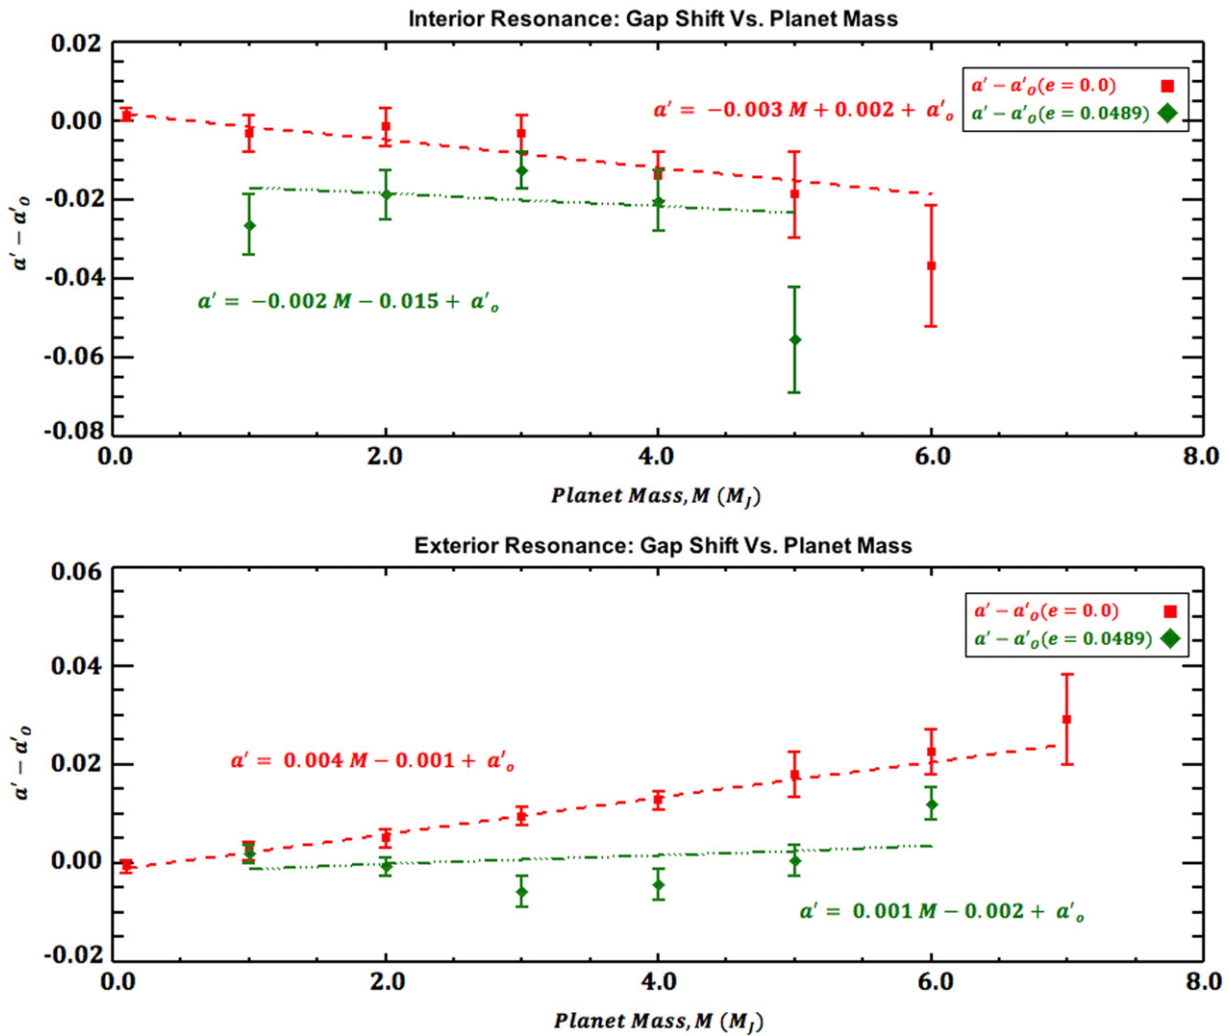 Interior Resonance: Gap Shift Vs. Planet Mass
0.02
0.00
-0.02
-0.04
-0.06
-0.08
a' − a'ₒ
a' − a'ₒ(e = 0.0)
a' − a'ₒ(e = 0.0489)
a' = −0.003 M + 0.002 + a'ₒ
a' = −0.002 M − 0.015 + a'ₒ
0.0 2.0 4.0 6.0 8.0
Planet Mass, M (M_J)
Exterior Resonance: Gap Shift Vs. Planet Mass
0.06
0.04
0.02
0.00
-0.02
a' − a'ₒ
a' − a'ₒ(e = 0.0)
a' − a'ₒ(e = 0.0489)
a' = 0.004 M − 0.001 + a'ₒ
a' = 0.001 M − 0.002 + a'ₒ
0.0 2.0 4.0 6.0 8.0
Planet Mass, M (M_J)